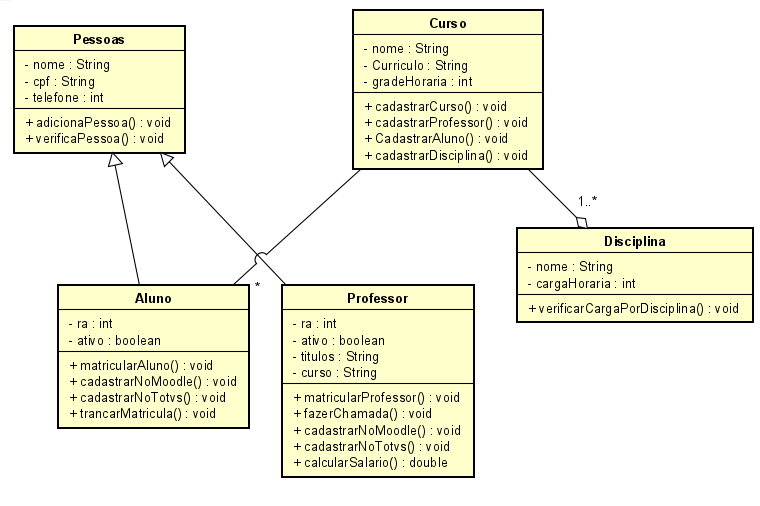 Pessoas
- nome : String
- cpf : String
- telefone : int
+ adicionaPessoa() : void
+ verificaPessoa() : void
Curso
- nome : String
- Curriculo : String
- gradeHoraria : int
+ cadastrarCurso() : void
+ cadastrarProfessor() : void
+ CadastrarAluno() : void
+ cadastrarDisciplina() : void
1..*
Disciplina
- nome : String
- cargaHoraria : int
+ verificarCargaPorDisciplina() : void
*
Aluno
- ra : int
- ativo : boolean
+ matricularAluno() : void
+ cadastrarNoMoodle() : void
+ cadastrarNoTotvs() : void
+ trancarMatricula() : void
Professor
- ra : int
- ativo : boolean
- titulos : String
- curso : String
+ matricularProfessor() : void
+ fazerChamada() : void
+ cadastrarNoMoodle() : void
+ cadastrarNoTotvs() : void
+ calcularSalario() : double